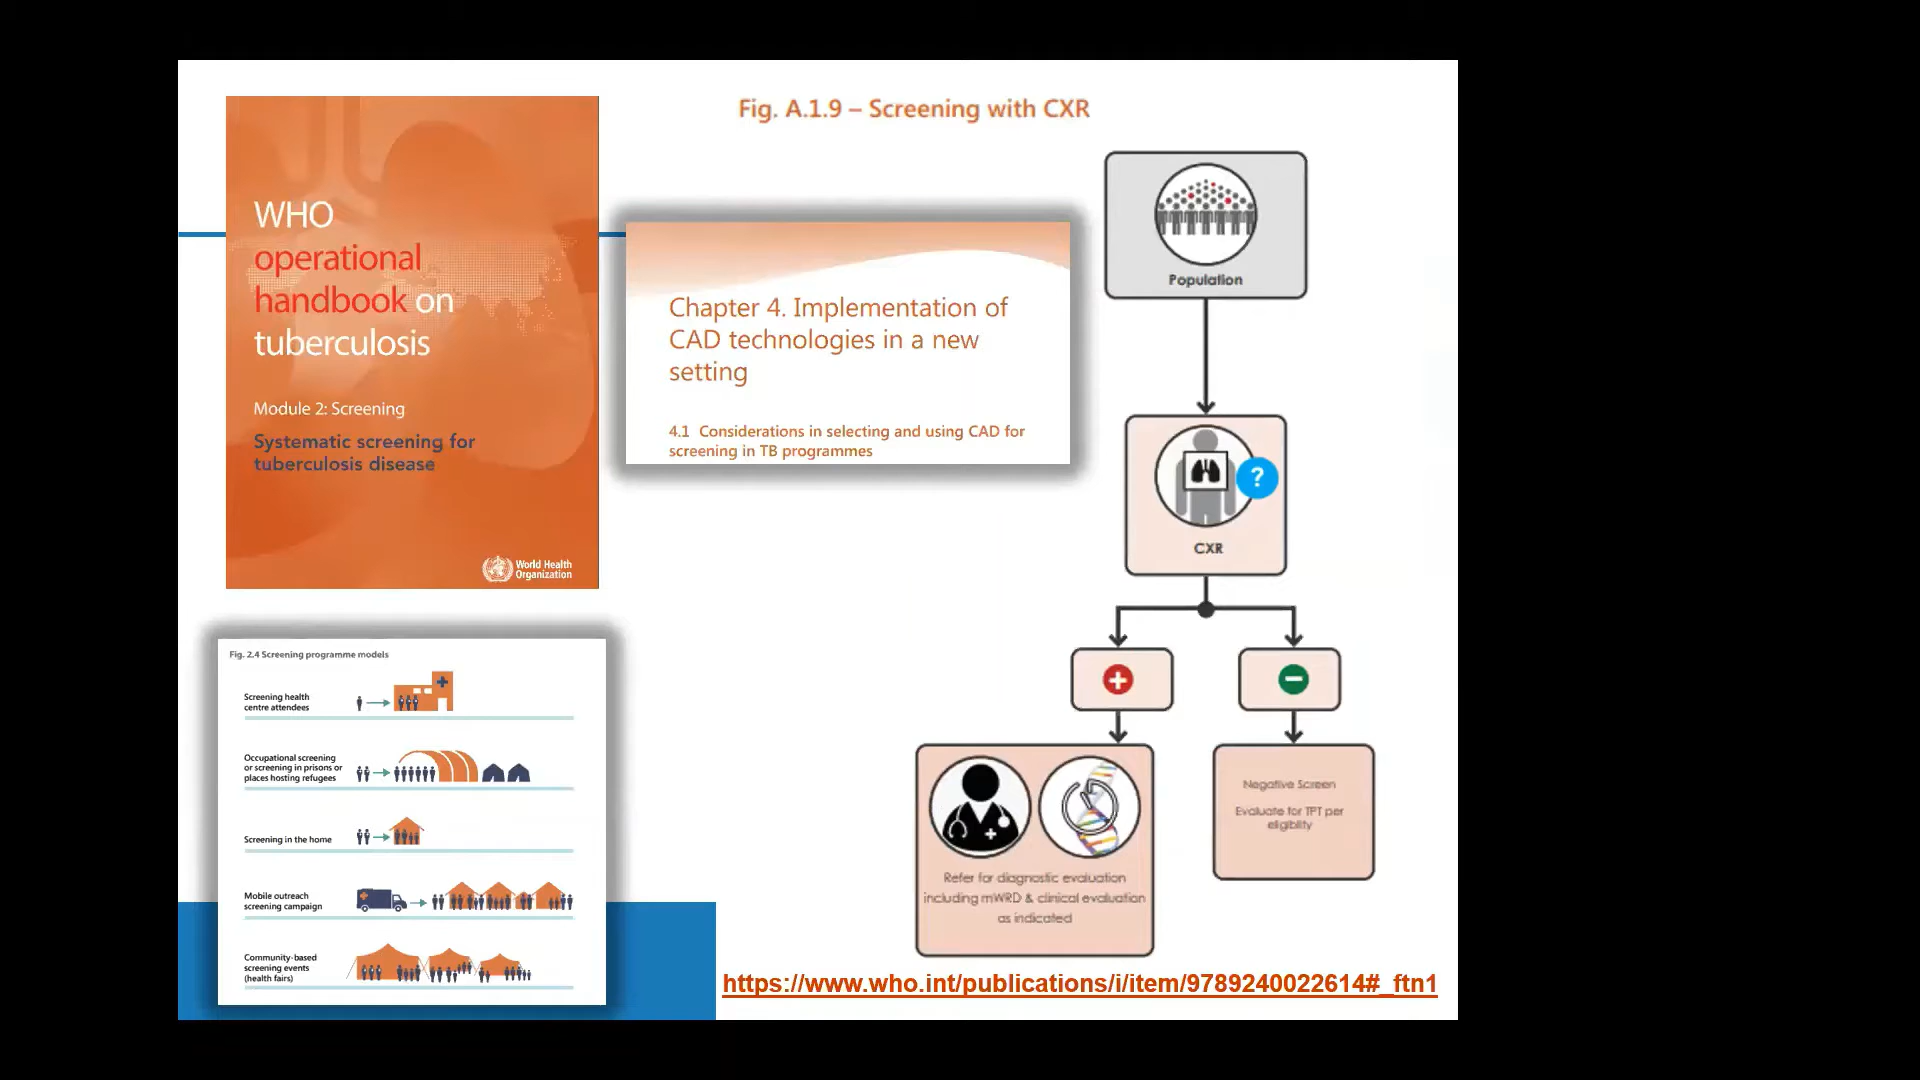 Fig. A.1.9 – Screening with CXR
WHO
operational
handbook on
tuberculosis
Module 2: Screening
Systematic screening for
tuberculosis disease
World Health
Organization
Chapter 4. Implementation of
CAD technologies in a new
setting
4.1 Considerations in selecting and using CAD for
screening in TB programmes
Population
?
CXR
Negative Screen
Evaluate for TPT per
eligibility
Refer for diagnostic evaluation
including mWRD & clinical evaluation
as indicated
Fig. 2.4 Screening programme models
Screening health
centre attendees
Occupational screening
or screening in prisons or
places hosting refugees
Screening in the home
Mobile outreach
screening campaign
Community-based
screening events
(health fairs)
https://www.who.int/publications/i/item/9789240022614#_ftn1